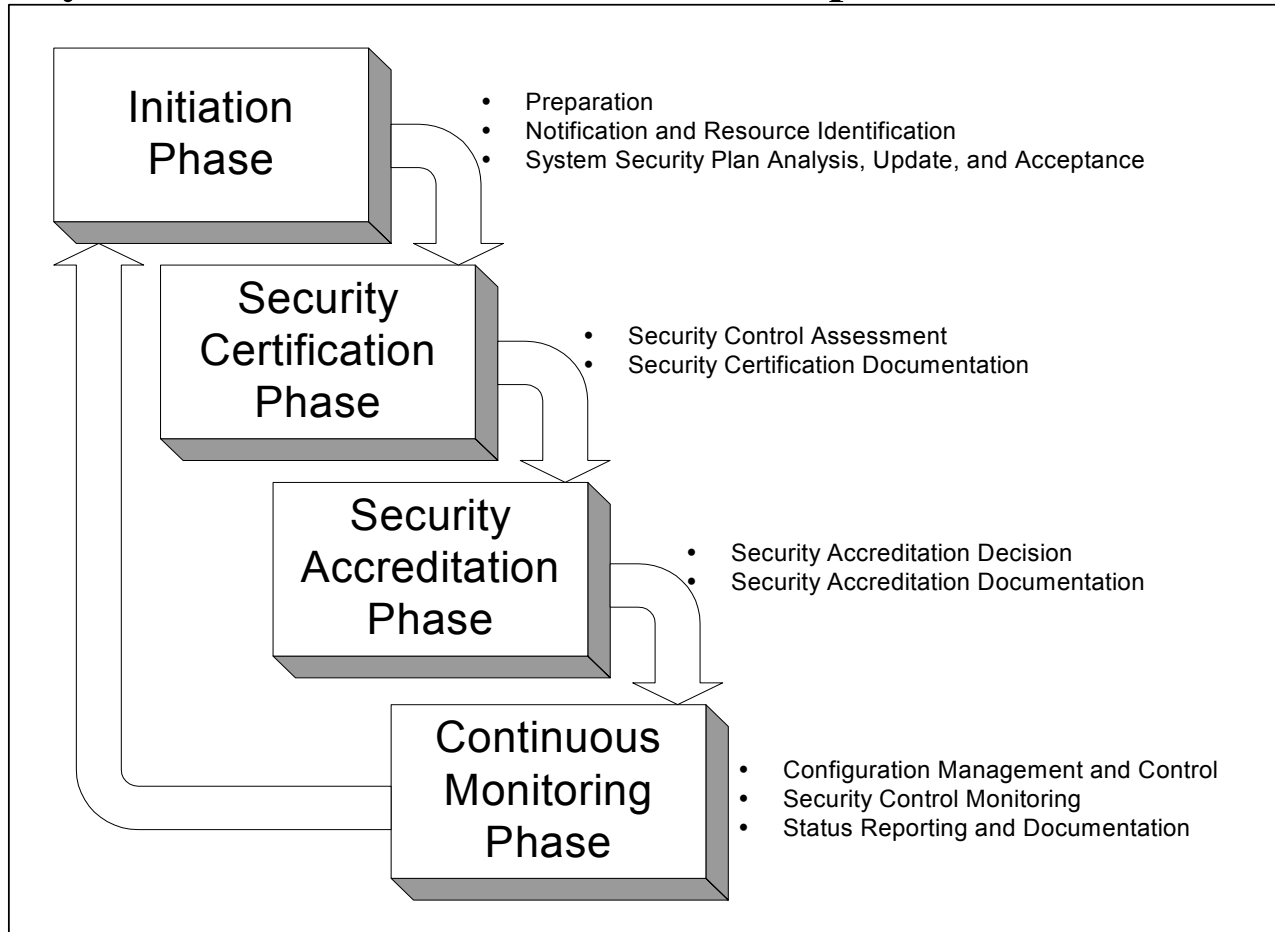 Initiation
Phase
• Preparation
• Notification and Resource Identification
• System Security Plan Analysis, Update, and Acceptance
Security
Certification
Phase
• Security Control Assessment
• Security Certification Documentation
Security
Accreditation
Phase
• Security Accreditation Decision
• Security Accreditation Documentation
Continuous
Monitoring
Phase
• Configuration Management and Control
• Security Control Monitoring
• Status Reporting and Documentation